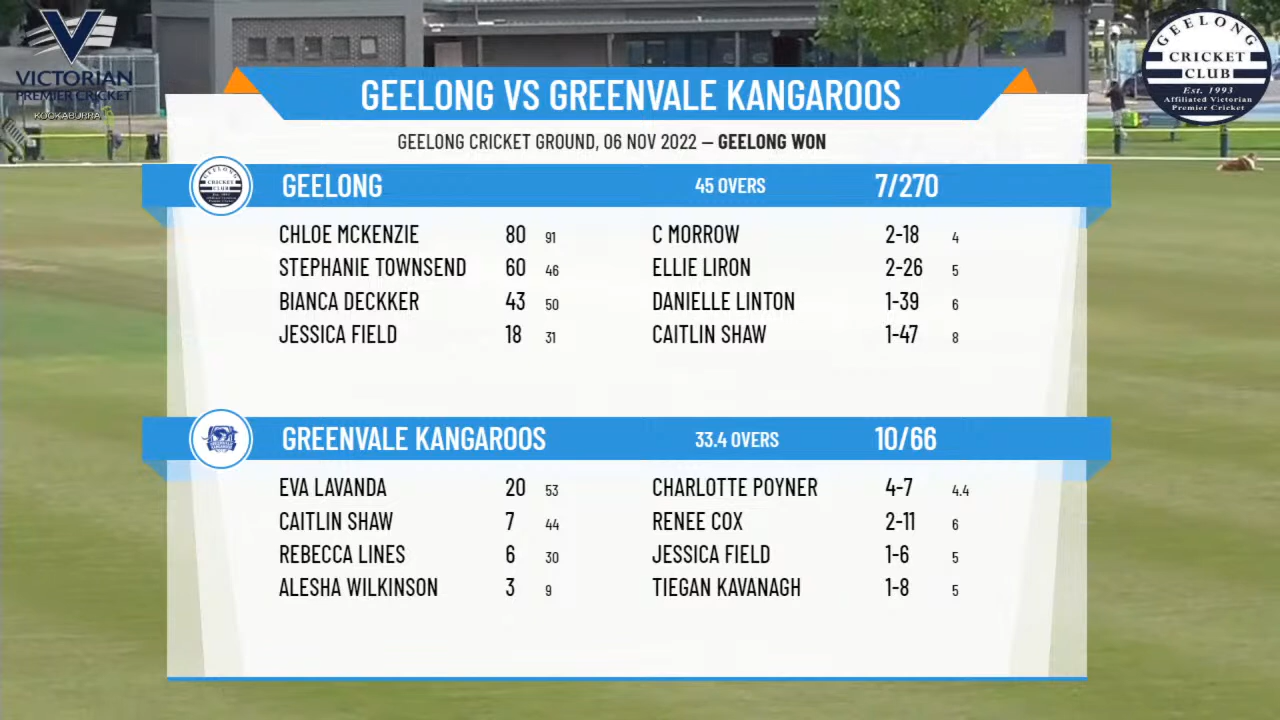 VICTORIAN
PREMIER CRICKET
KOOKABURRA
GEELONG
CRICKET
CLUB
Est. 1993
Affiliated Victorian
Premier Cricket
GEELONG VS GREENVALE KANGAROOS
GEELONG CRICKET GROUND, 06 NOV 2022 – GEELONG WON
GEELONG 45 OVERS 7/270
CHLOE MCKENZIE 80 91 C MORROW 2-18 4
STEPHANIE TOWNSEND 60 46 ELLIE LIRON 2-26 5
BIANCA DECKKER 43 50 DANIELLE LINTON 1-39 6
JESSICA FIELD 18 31 CAITLIN SHAW 1-47 8
GREENVALE KANGAROOS 33.4 OVERS 10/66
EVA LAVANDA 20 53 CHARLOTTE POYNER 4-7 4.4
CAITLIN SHAW 7 44 RENEE COX 2-11 6
REBECCA LINES 6 30 JESSICA FIELD 1-6 5
ALESHA WILKINSON 3 9 TIEGAN KAVANAGH 1-8 5